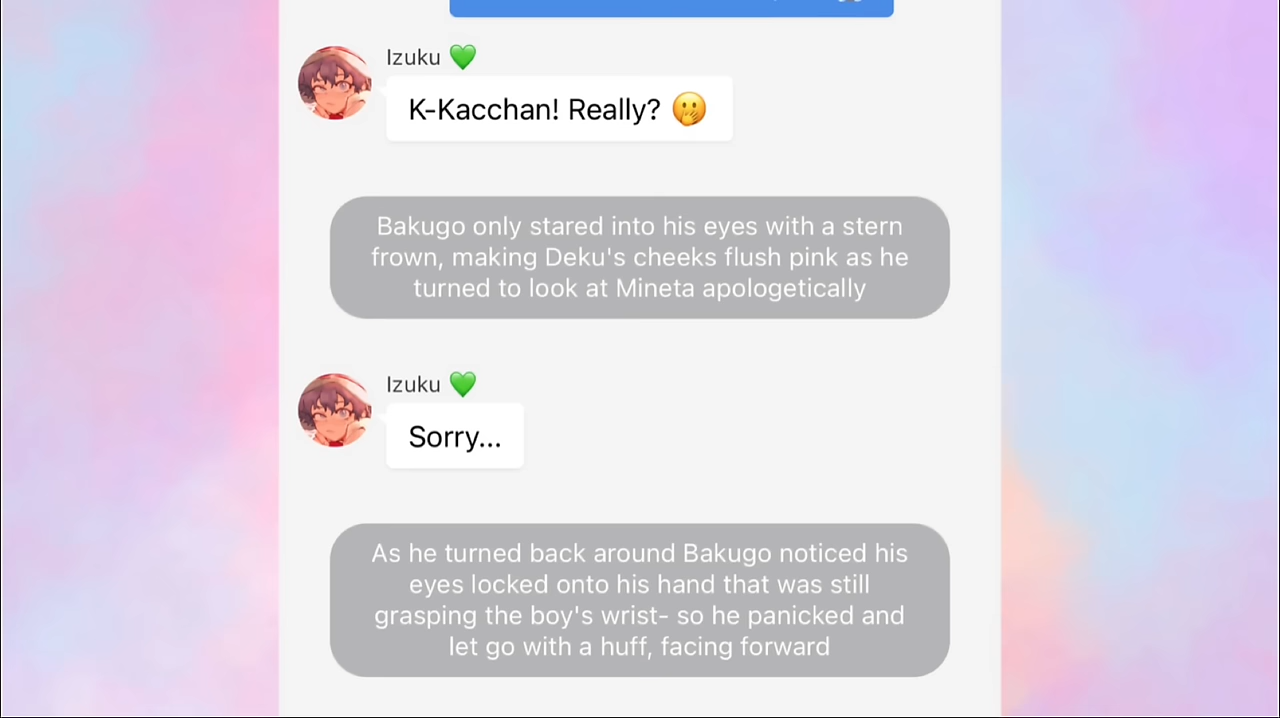 Izuku 💚
K-Kacchan! Really? 🫢
Bakugo only stared into his eyes with a stern
frown, making Deku's cheeks flush pink as he
turned to look at Mineta apologetically
Izuku 💚
Sorry...
As he turned back around Bakugo noticed his
eyes locked onto his hand that was still
grasping the boy's wrist- so he panicked and
let go with a huff, facing forward